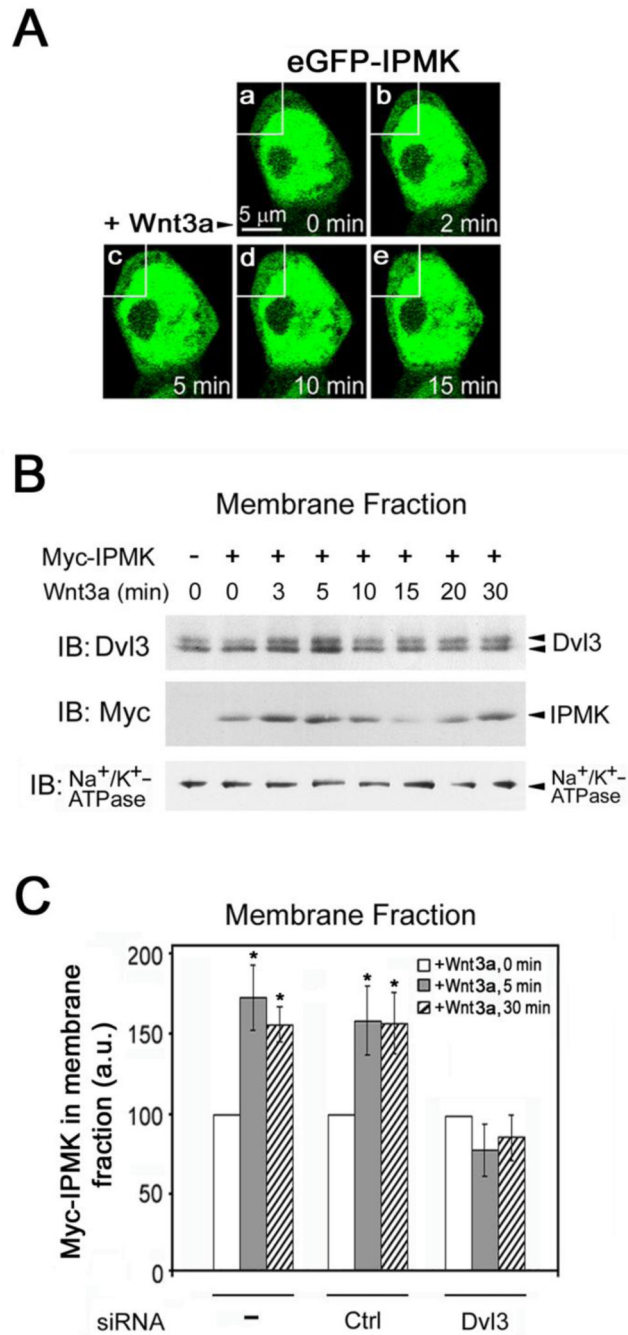 A
eGFP-IPMK
a
b
+ Wnt3a
5 µm
0 min
2 min
c
d
e
5 min
10 min
15 min
B
Membrane Fraction
Myc-IPMK - + + + + + + +
Wnt3a (min) 0 0 3 5 10 15 20 30
IB: Dvl3
Dvl3
IB: Myc
IPMK
IB: Na+/K+-ATPase
Na+/K+-
ATPase
C
Membrane Fraction
Myc-IPMK in membrane
fraction (a.u.)
200
150
100
50
0
+Wnt3a, 0 min
+Wnt3a, 5 min
+Wnt3a, 30 min
* *
* *
siRNA - Ctrl Dvl3